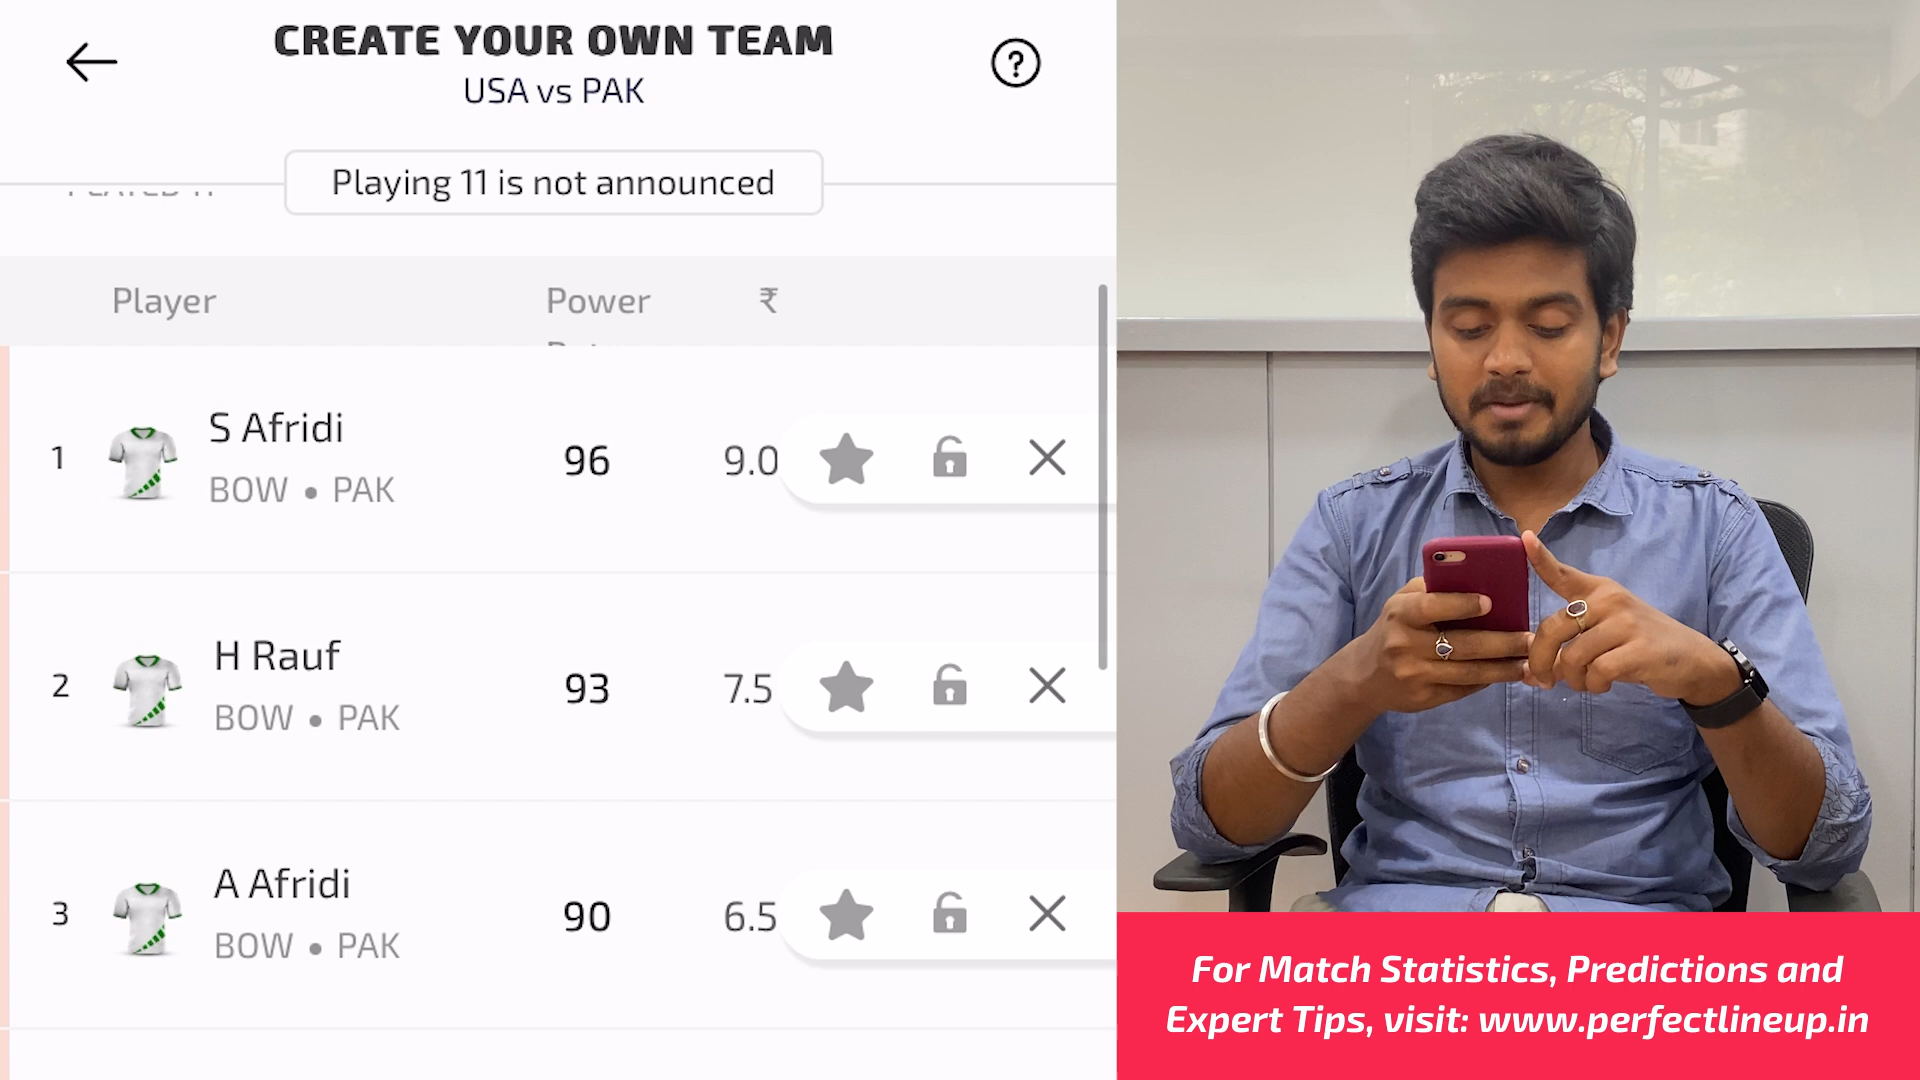 CREATE YOUR OWN TEAM
USA vs PAK
Playing 11 is not announced
Player Power ₹
1 S Afridi 96 9.0
BOW • PAK
2 H Rauf 93 7.5
BOW • PAK
3 A Afridi 90 6.5
BOW • PAK
For Match Statistics, Predictions and
Expert Tips, visit: www.perfectlineup.in